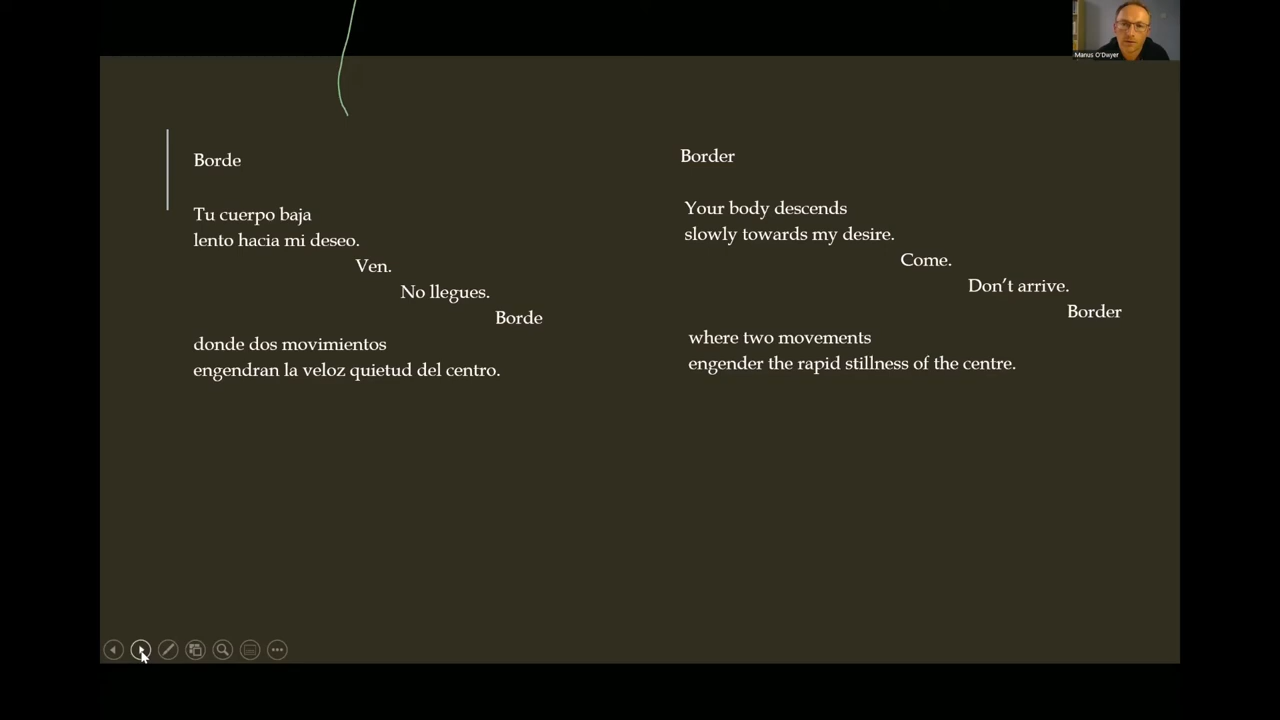 Borde
Tu cuerpo baja
lento hacia mi deseo.
Ven.
No llegues.
Borde
donde dos movimientos
engendran la veloz quietud del centro.
Border
Your body descends
slowly towards my desire.
Come.
Don’t arrive.
Border
where two movements
engender the rapid stillness of the centre.
Manus O'Dwyer